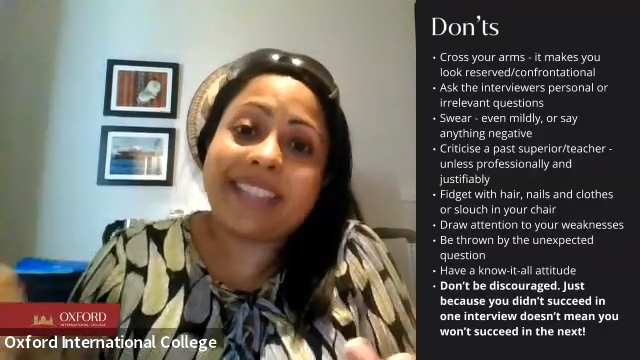 Don'ts
• Cross your arms - it makes you
look reserved/confrontational
• Ask the interviewers personal or
irrelevant questions
• Swear - even mildly, or say
anything negative
• Criticise a past superior/teacher -
unless professionally and
justifiably
• Fidget with hair, nails and clothes
or slouch in your chair
• Draw attention to your weaknesses
• Be thrown by the unexpected
question
• Have a know-it-all attitude
• Don't be discouraged. Just
because you didn't succeed in
one interview doesn't mean you
won't succeed in the next!
OXFORD
INTERNATIONAL COLLEGE
Oxford International College